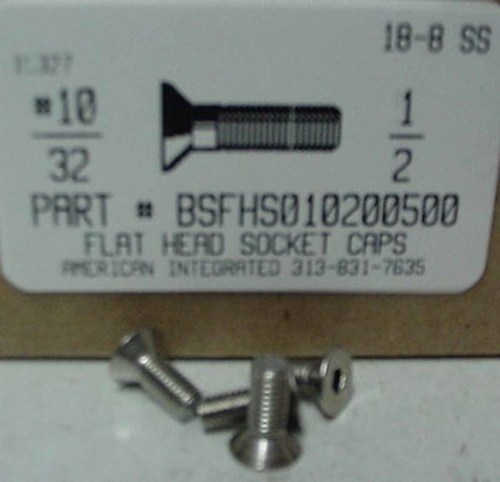 18-8 SS
#10
32
1
2
PART # BSFHS010200500
FLAT HEAD SOCKET CAPS
AMERICAN INTEGRATED 313-831-7635